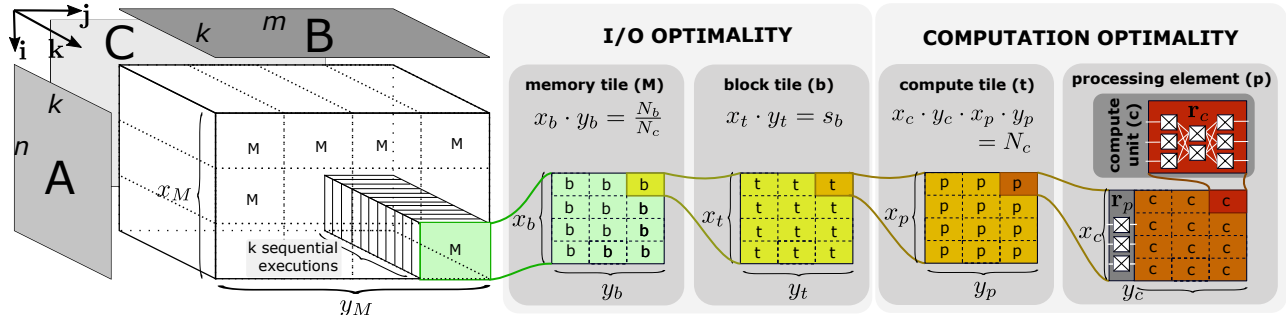 j
i
k
C
k
m
B
k
n
A
x_M
M M M M
M
M
k sequential
executions
y_M
I/O OPTIMALITY
memory tile (M)
x_b · y_b = N_b / N_c
x_b
b b b
b b b
b b b
b b b
y_b
block tile (b)
x_t · y_t = s_b
x_t
t t t
t t t
t t t
t t t
y_t
COMPUTATION OPTIMALITY
compute tile (t)
x_c · y_c · x_p · y_p
= N_c
x_p
p p p
p p p
p p p
p p p
y_p
processing element (p)
compute
unit (c)
r_c
r_p
x_c
c c c
c c c
c c c
c c c
y_c